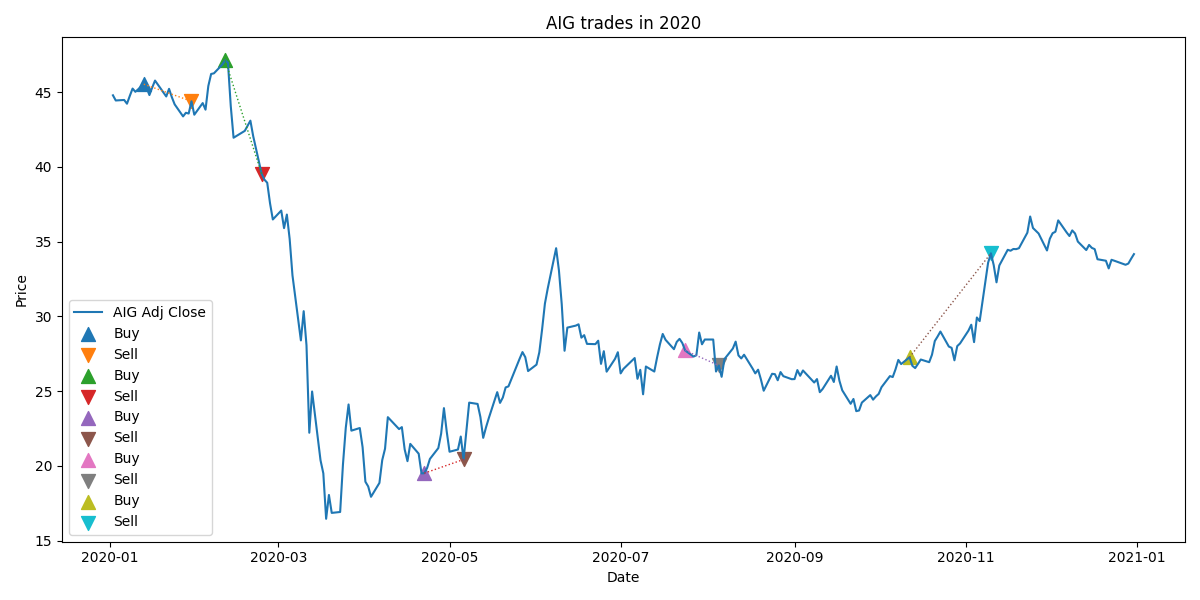 AIG trades in 2020
Price
45
40
35
30
25
20
15
AIG Adj Close
Buy
Sell
Buy
Sell
Buy
Sell
Buy
Sell
Buy
Sell
2020-01
2020-03
2020-05
2020-07
2020-09
2020-11
2021-01
Date